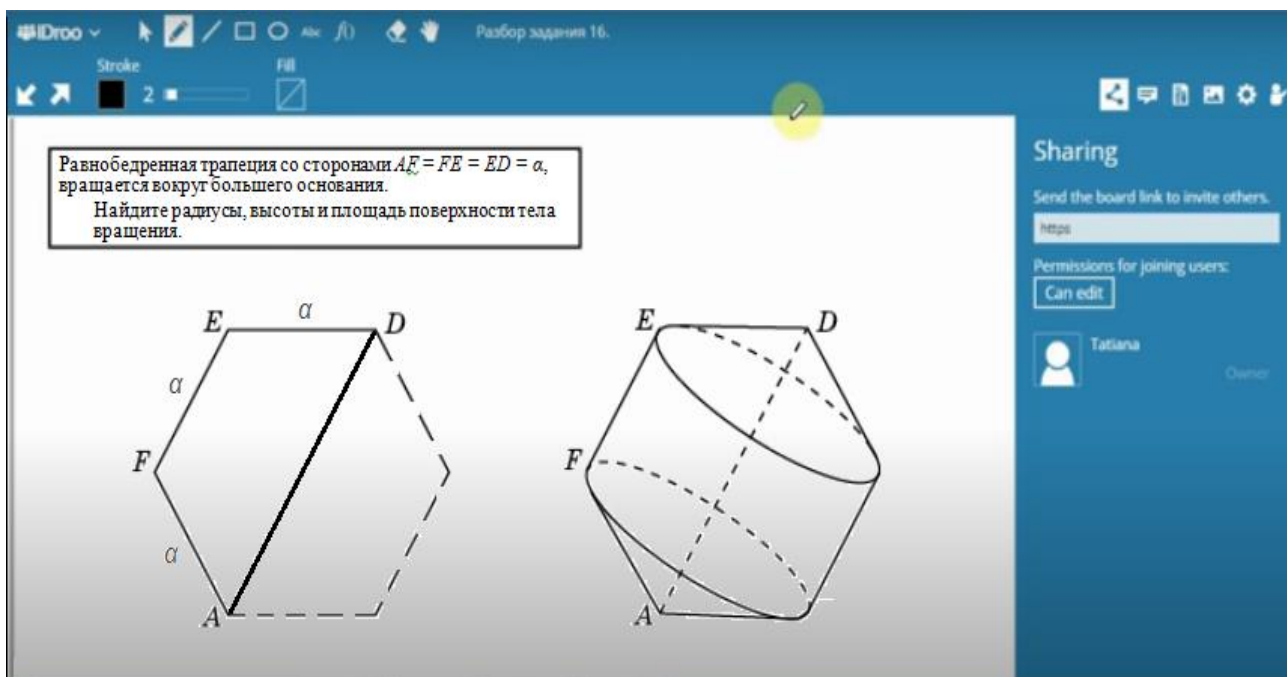 IDroo
Abc
f()
Разбор задания 16.
Stroke
Fill
2
Sharing
Send the board link to invite others.
https
Permissions for joining users:
Can edit
Tatiana
Owner
Равнобедренная трапеция со сторонами AF = FE = ED = α,
вращается вокруг большего основания.
Найдите радиусы, высоты и площадь поверхности тела
вращения.
E
α
D
α
F
α
A
E
D
F
A